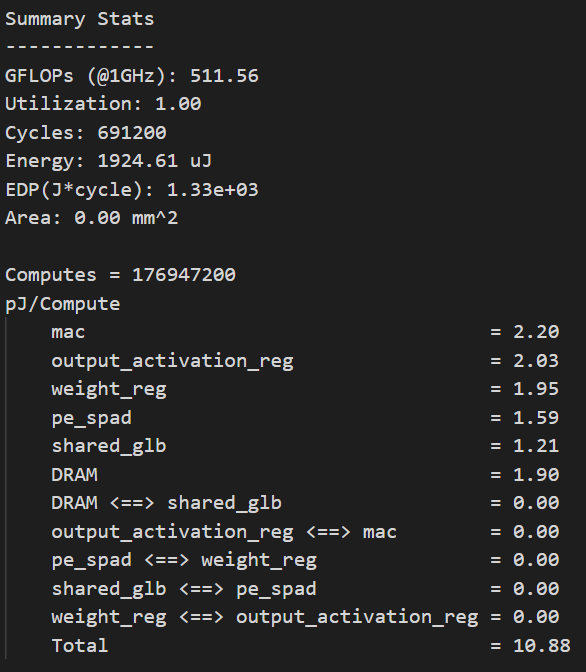 Summary Stats
-------------
GFLOPs (@1GHz): 511.56
Utilization: 1.00
Cycles: 691200
Energy: 1924.61 uJ
EDP(J*cycle): 1.33e+03
Area: 0.00 mm^2

Computes = 176947200
pJ/Compute
    mac                                   = 2.20
    output_activation_reg                 = 2.03
    weight_reg                            = 1.95
    pe_spad                               = 1.59
    shared_glb                            = 1.21
    DRAM                                  = 1.90
    DRAM <==> shared_glb                  = 0.00
    output_activation_reg <==> mac        = 0.00
    pe_spad <==> weight_reg               = 0.00
    shared_glb <==> pe_spad               = 0.00
    weight_reg <==> output_activation_reg = 0.00
    Total                                 = 10.88